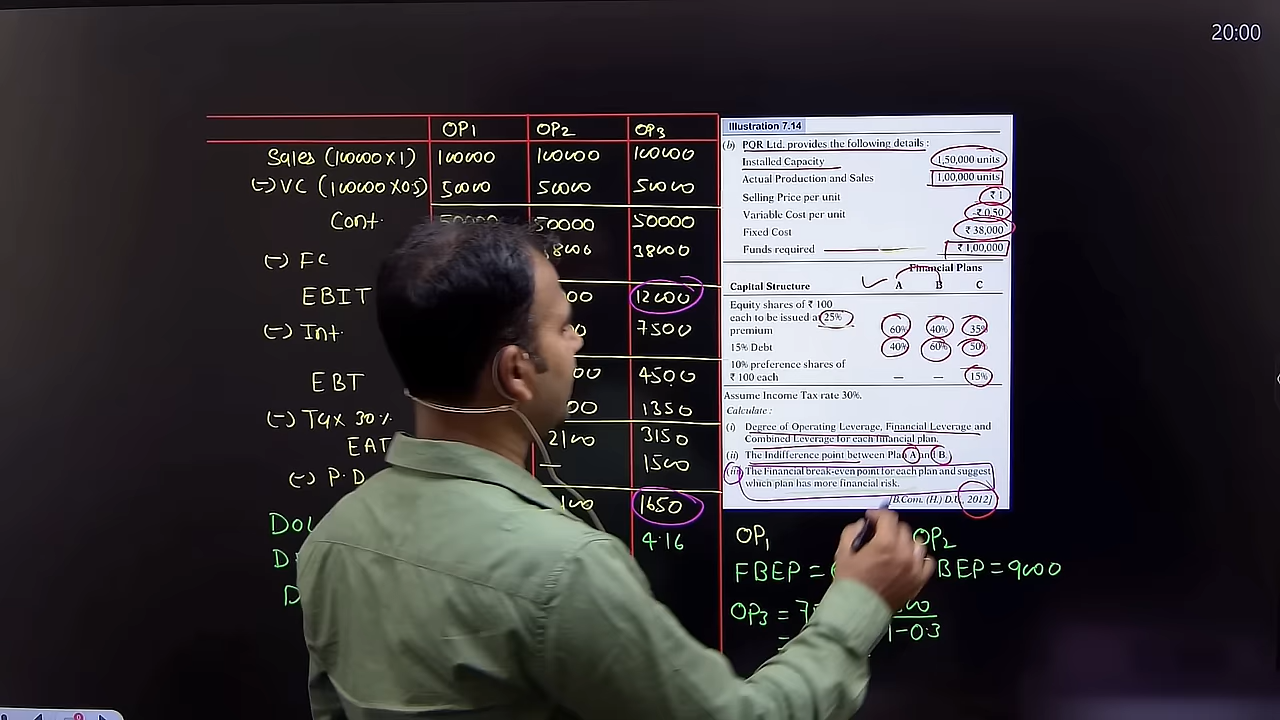 20:00
OP1 OP2 OP3
Sales (100000×1) 100000 100000 100000
(-) VC (100000×0.5) 50000 50000 50000
Cont. 50000 50000 50000
(-) FC 38000 38000
EBIT 12000
(-) Int. 7500
EBT 4500
(-) Tax 30% 1350
EAT 2100 3150
(-) P.D — 1500
1650
4.16
Illustration 7.14
(b) PQR Ltd. provides the following details :
Installed Capacity 1,50,000 units
Actual Production and Sales 1,00,000 units
Selling Price per unit ₹ 1
Variable Cost per unit ₹ 0.50
Fixed Cost ₹ 38,000
Funds required ₹ 1,00,000
Financial Plans
Capital Structure A B C
Equity shares of ₹ 100
each to be issued at 25%
premium 60% 40% 35%
15% Debt 40% 60% 50%
10% preference shares of
₹ 100 each — — 15%
Assume Income Tax rate 30%.
Calculate :
(i) Degree of Operating Leverage, Financial Leverage and
Combined Leverage for each financial plan.
(ii) The Indifference point between Plan A and B.
(iii) The Financial break-even point for each plan and suggest
which plan has more financial risk.
[B.Com. (H.) D.U., 2012]
OP1 OP2
FBEP = BEP = 9000
OP3 =
1-0.3
=